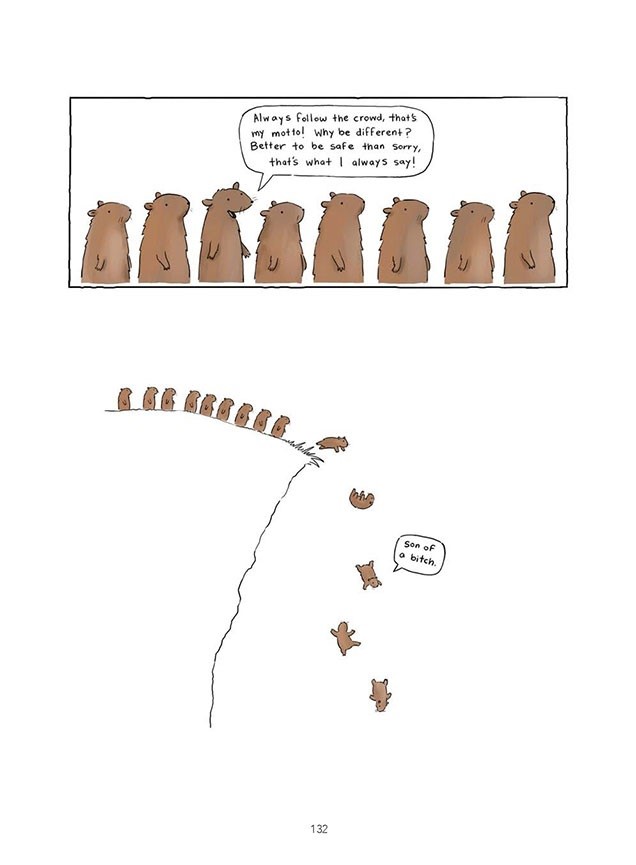 Always follow the crowd, that's
my motto! Why be different?
Better to be safe than sorry,
that's what I always say!
Son of
a bitch.
132